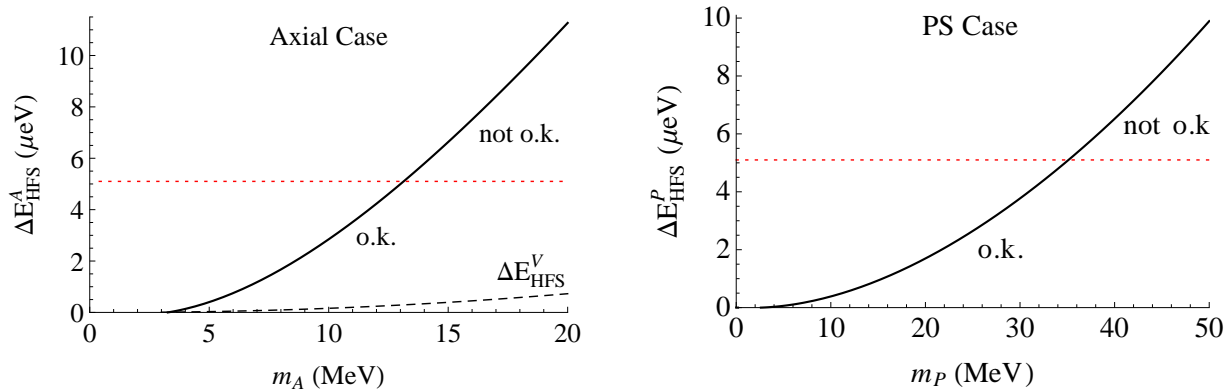 Axial Case
ΔE^A_HFS (μeV)
10
8
6
4
2
0
not o.k.
o.k.
ΔE^V_HFS
0 5 10 15 20
m_A (MeV)
PS Case
ΔE^P_HFS (μeV)
10
8
6
4
2
0
not o.k
o.k.
0 10 20 30 40 50
m_P (MeV)